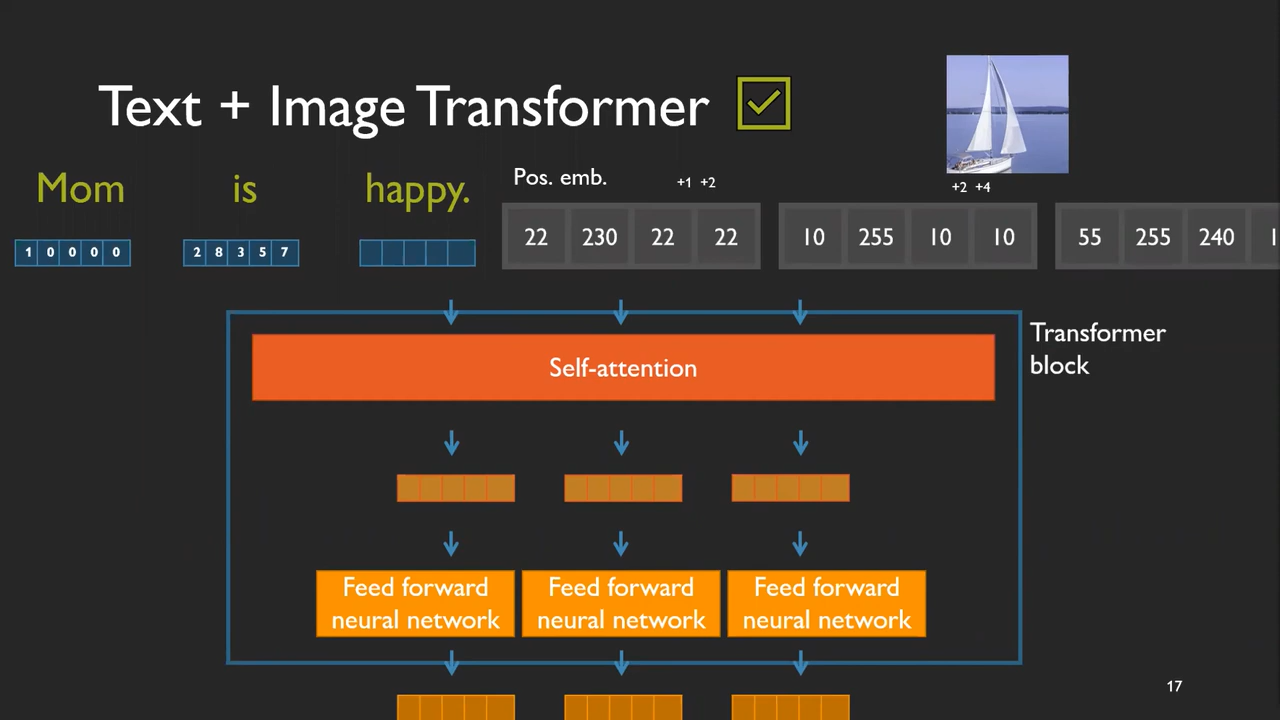 Text + Image Transformer
Mom is happy.
Pos. emb. +1 +2
+2 +4
1 0 0 0 0
2 8 3 5 7
22 230 22 22
10 255 10 10
55 255 240
Transformer
block
Self-attention
Feed forward
neural network
Feed forward
neural network
Feed forward
neural network
17